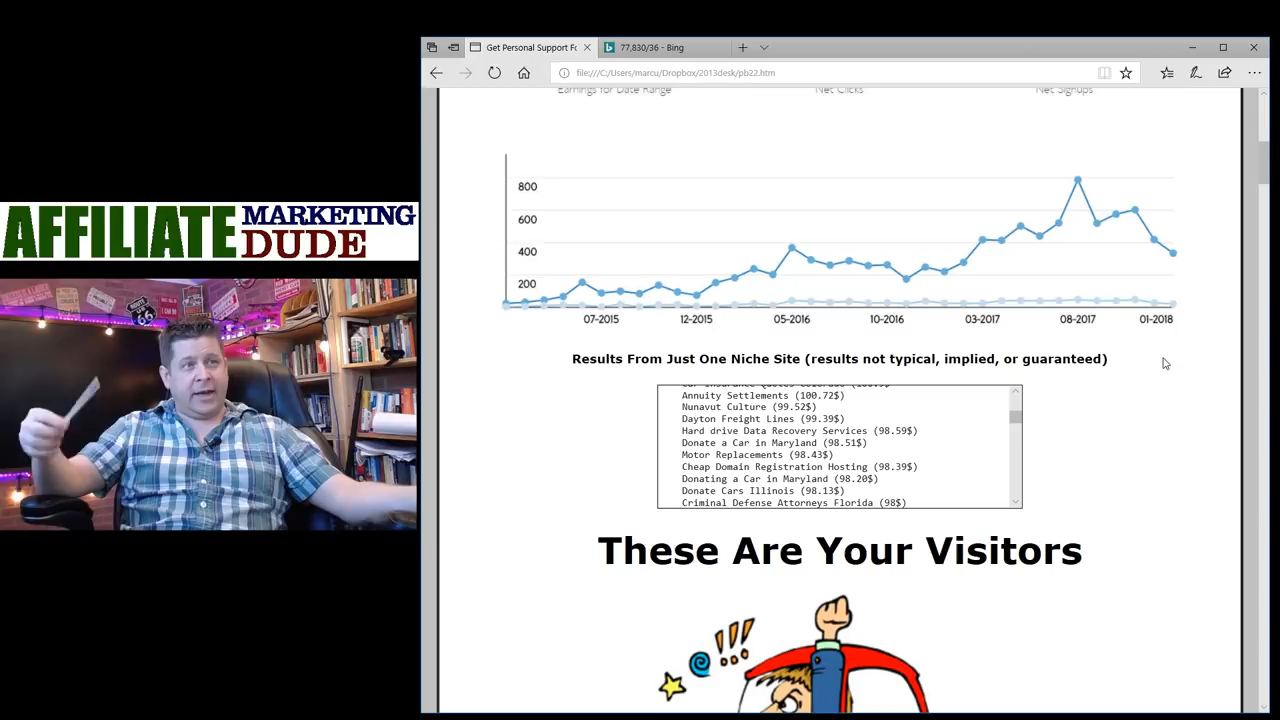 AFFILIATE MARKETING DUDE
Get Personal Support Fo
77,830/36 - Bing
file:///C:/Users/marcu/Dropbox/2013desk/pb22.htm
Earnings for Date Range Net Clicks Net Signups
800
600
400
200
07-2015 12-2015 05-2016 10-2016 03-2017 08-2017 01-2018
Results From Just One Niche Site (results not typical, implied, or guaranteed)
Car Insurance Quotes Colorado
Annuity Settlements (100.72$)
Nunavut Culture (99.52$)
Dayton Freight Lines (99.39$)
Hard drive Data Recovery Services (98.59$)
Donate a Car in Maryland (98.51$)
Motor Replacements (98.43$)
Cheap Domain Registration Hosting (98.39$)
Donating a Car in Maryland (98.20$)
Donate Cars Illinois (98.13$)
Criminal Defense Attorneys Florida (98$)
These Are Your Visitors
!!!